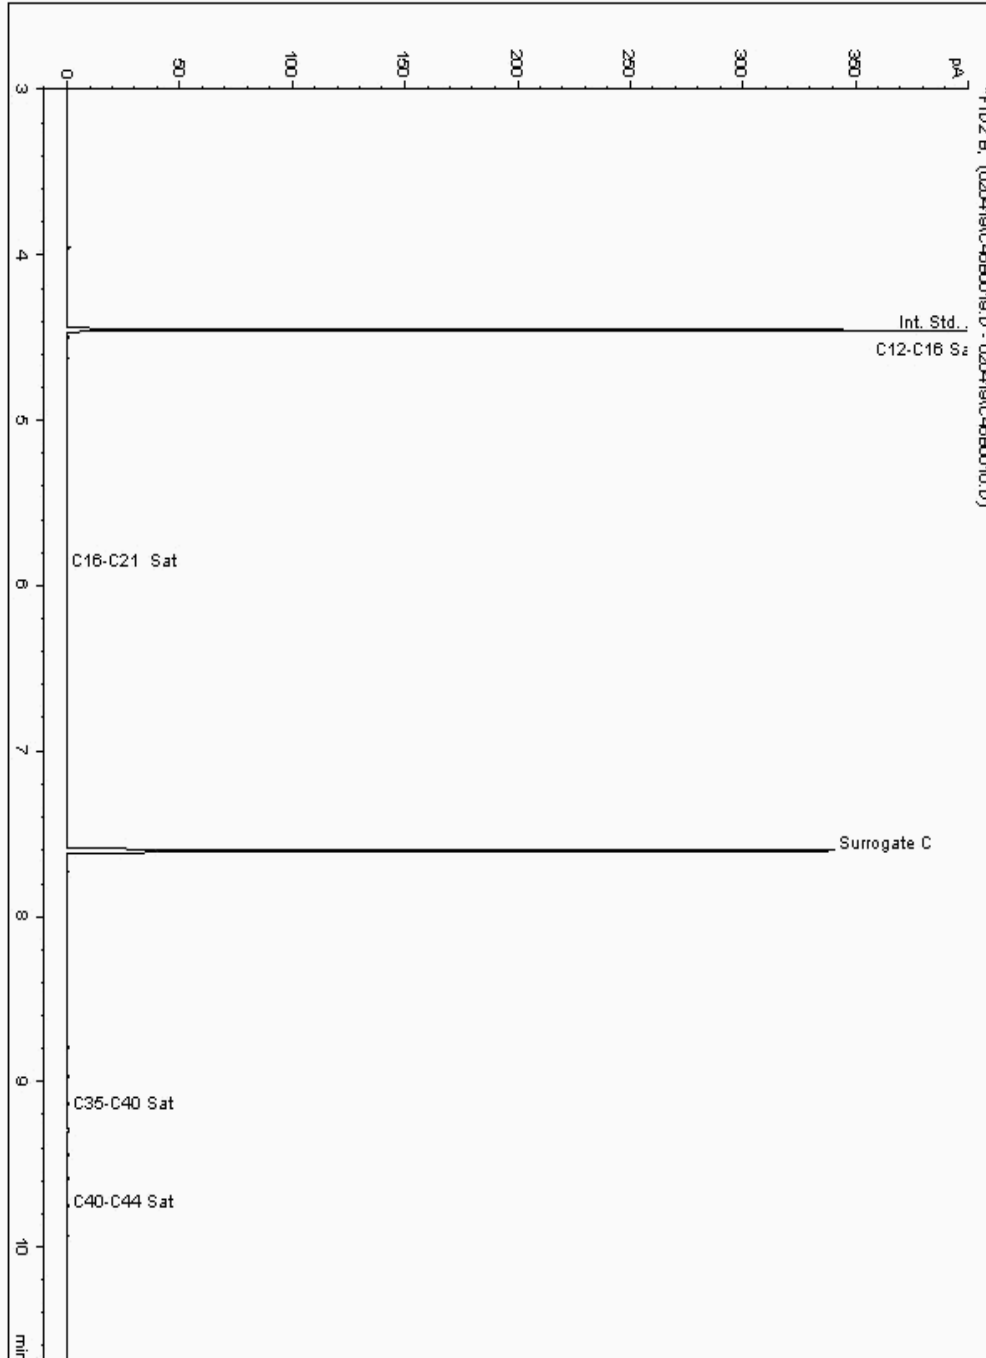 pA
350
300
250
200
150
100
50
0
3
4
Int. Std. .
C12-C16 Sa
5
C16-C21 Sat
6
7
Surrogate C
8
9
C35-C40 Sat
C40-C44 Sat
10
min